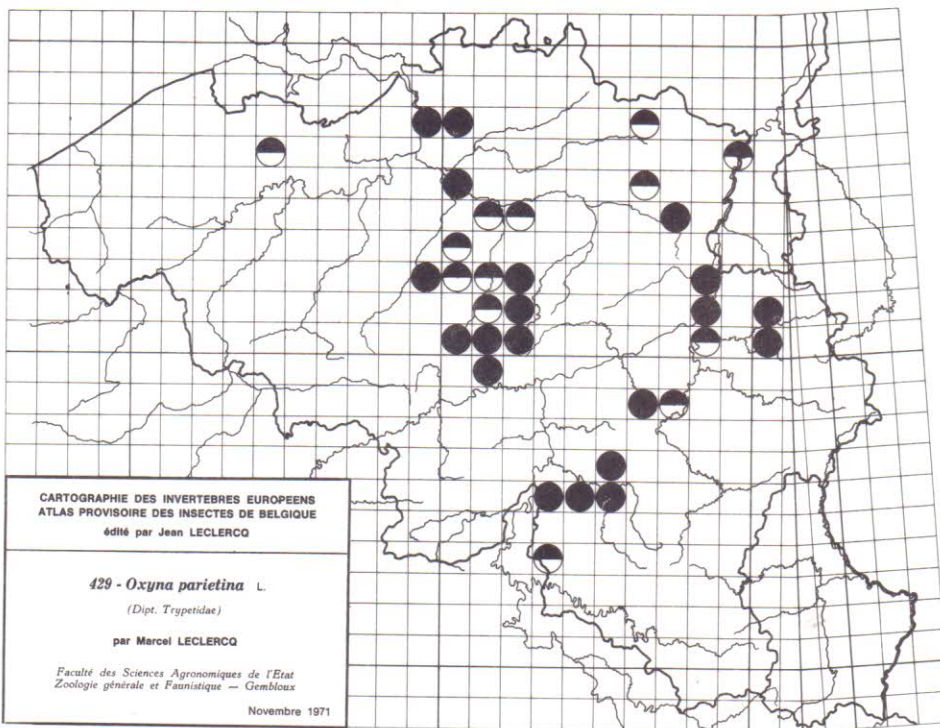 CARTOGRAPHIE DES INVERTEBRES EUROPEENS
ATLAS PROVISOIRE DES INSECTES DE BELGIQUE
édité par Jean LECLERCQ
429 - Oxyna parietina L.
(Dipt. Trypetidae)
par Marcel LECLERCQ
Faculté des Sciences Agronomiques de l'Etat
Zoologie générale et Faunistique — Gembloux
Novembre 1971